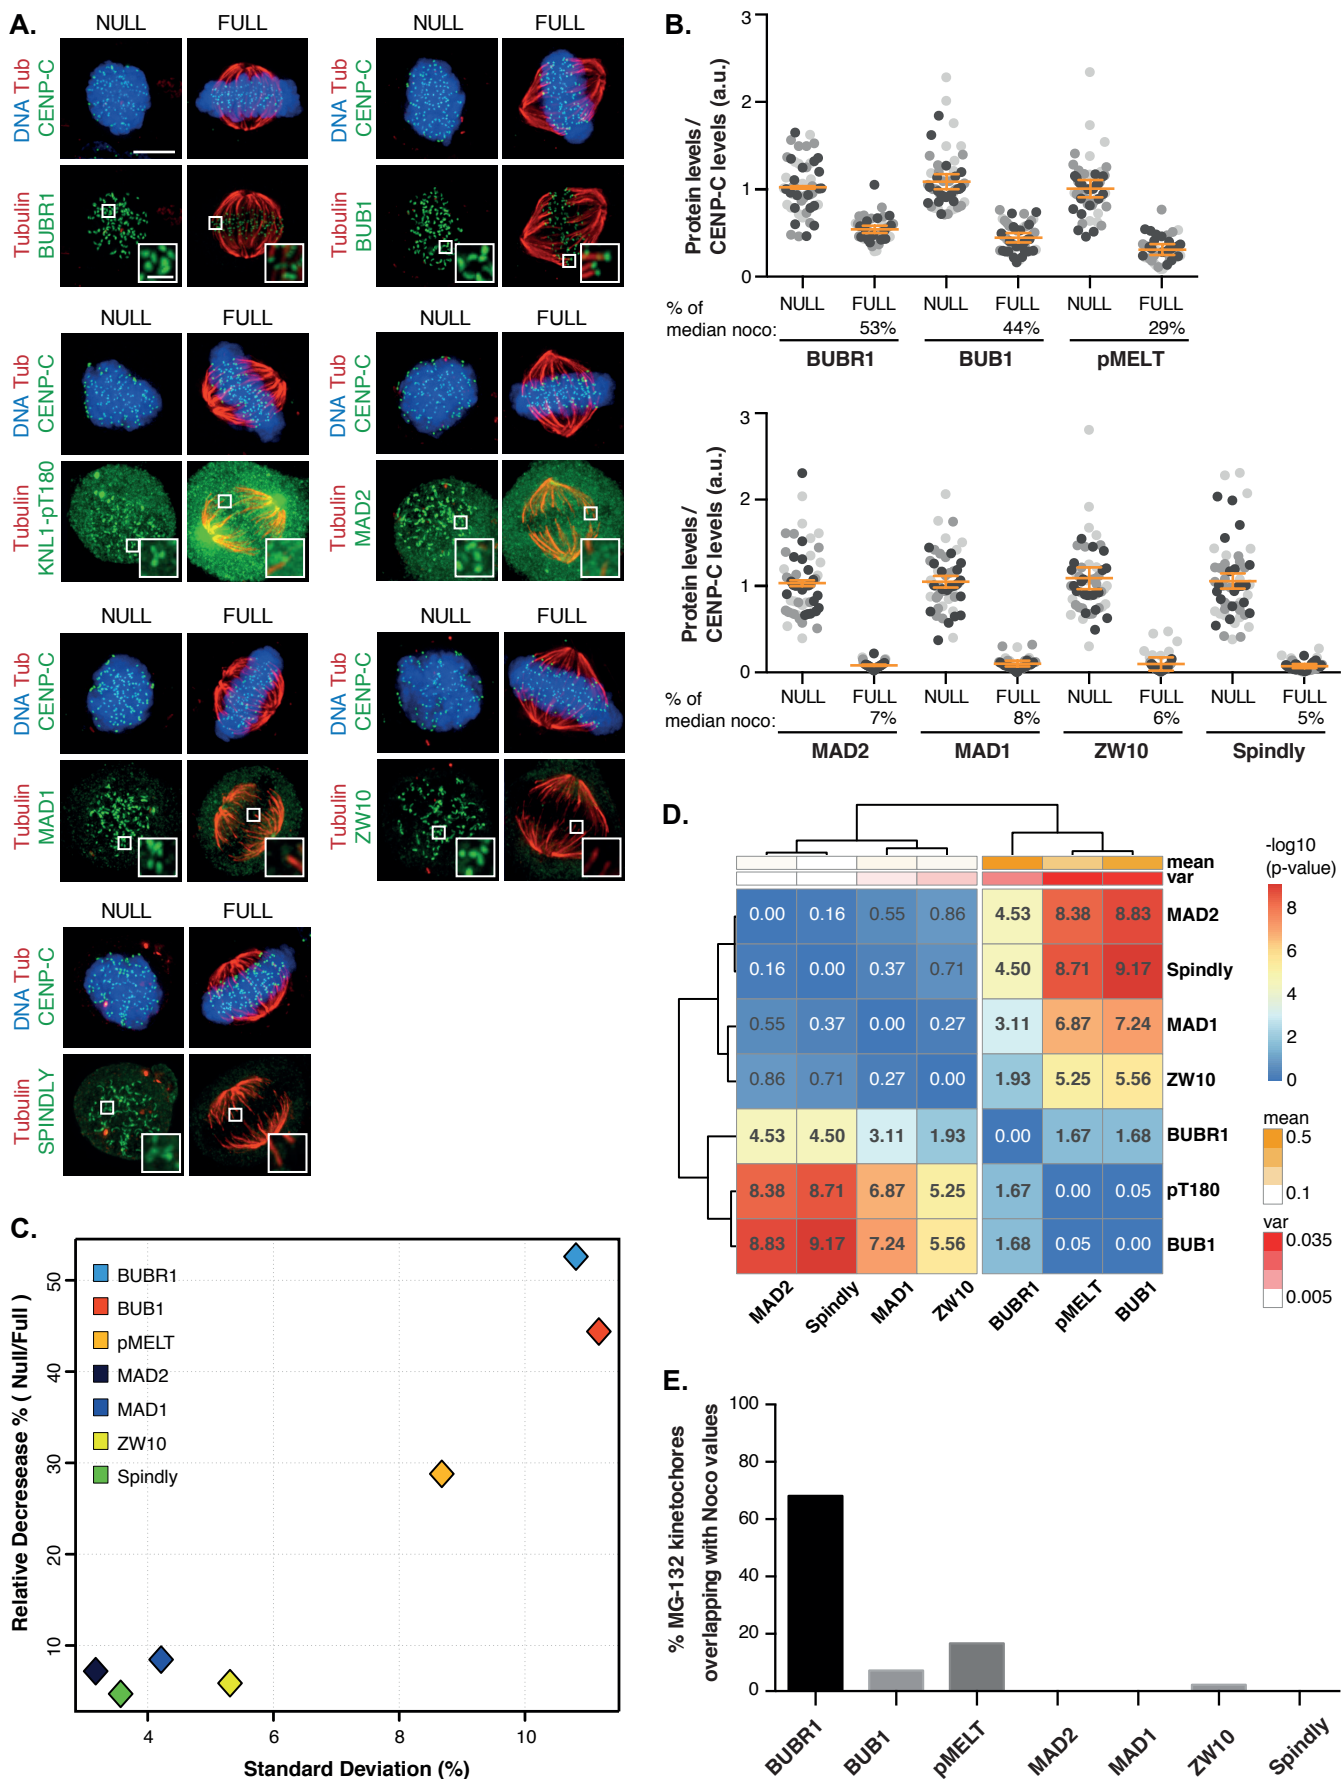 A.
NULL FULL NULL FULL
DNA Tub
CENP-C
DNA Tub
CENP-C
Tubulin
BUBR1
Tubulin
BUB1
NULL FULL NULL FULL
DNA Tub
CENP-C
DNA Tub
CENP-C
Tubulin
KNL1-pT180
Tubulin
MAD2
NULL FULL NULL FULL
DNA Tub
CENP-C
DNA Tub
CENP-C
Tubulin
MAD1
Tubulin
ZW10
NULL FULL
DNA Tub
CENP-C
Tubulin
SPINDLY
B.
Protein levels/
CENP-C levels (a.u.)
3
2
1
0
NULL FULL NULL FULL NULL FULL
% of
median noco: 53% 44% 29%
BUBR1 BUB1 pMELT
Protein levels/
CENP-C levels (a.u.)
3
2
1
0
NULL FULL NULL FULL NULL FULL NULL FULL
% of
median noco: 7% 8% 6% 5%
MAD2 MAD1 ZW10 Spindly
C.
Relative Decresease % ( Null/Full )
50
40
30
20
10
BUBR1
BUB1
pMELT
MAD2
MAD1
ZW10
Spindly
4 6 8 10
Standard Deviation (%)
D.
mean
var
0.00 0.16 0.55 0.86 4.53 8.38 8.83 MAD2
0.16 0.00 0.37 0.71 4.50 8.71 9.17 Spindly
0.55 0.37 0.00 0.27 3.11 6.87 7.24 MAD1
0.86 0.71 0.27 0.00 1.93 5.25 5.56 ZW10
4.53 4.50 3.11 1.93 0.00 1.67 1.68 BUBR1
8.38 8.71 6.87 5.25 1.67 0.00 0.05 pT180
8.83 9.17 7.24 5.56 1.68 0.05 0.00 BUB1
MAD2 Spindly MAD1 ZW10 BUBR1 pMELT BUB1
-log10
(p-value)
8
6
4
2
0
mean
0.5
0.1
var
0.035
0.005
E.
% MG-132 kinetochores
overlapping with Noco values
100
80
60
40
20
0
BUBR1 BUB1 pMELT MAD2 MAD1 ZW10 Spindly